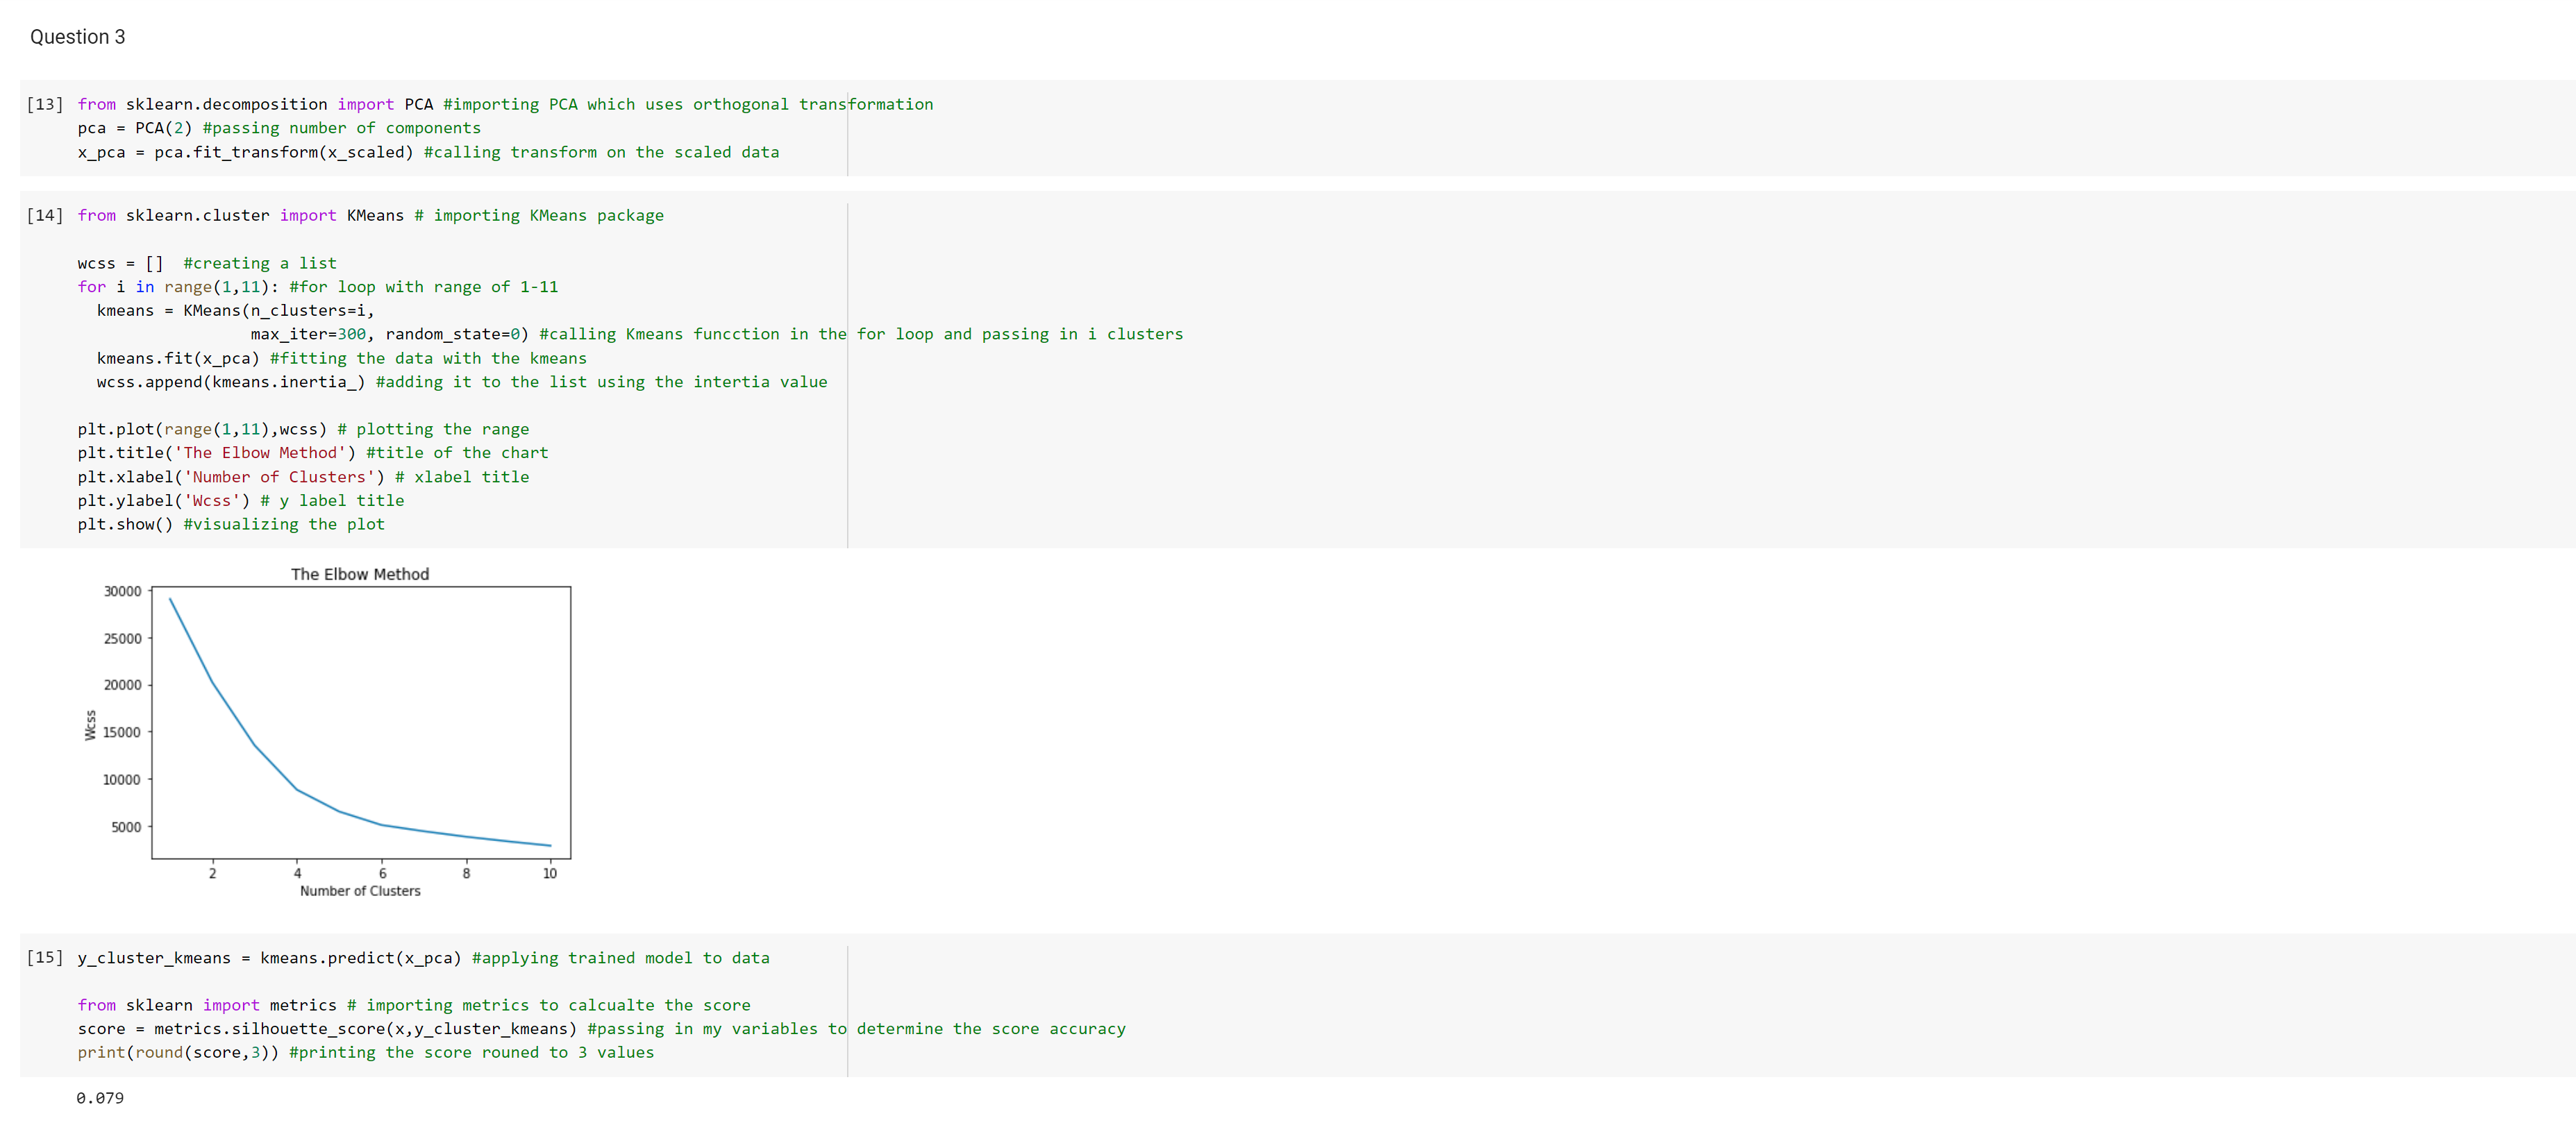 Question 3
[13] from sklearn.decomposition import PCA #importing PCA which uses orthogonal transformation
pca = PCA(2) #passing number of components
x_pca = pca.fit_transform(x_scaled) #calling transform on the scaled data
[14] from sklearn.cluster import KMeans # importing KMeans package
wcss = []  #creating a list
for i in range(1,11): #for loop with range of 1-11
  kmeans = KMeans(n_clusters=i,
                  max_iter=300, random_state=0) #calling Kmeans funcction in the for loop and passing in i clusters
  kmeans.fit(x_pca) #fitting the data with the kmeans
  wcss.append(kmeans.inertia_) #adding it to the list using the intertia value
plt.plot(range(1,11),wcss) # plotting the range
plt.title('The Elbow Method') #title of the chart
plt.xlabel('Number of Clusters') # xlabel title
plt.ylabel('Wcss') # y label title
plt.show() #visualizing the plot
The Elbow Method
30000
25000
20000
15000
10000
5000
Wcss
2 4 6 8 10
Number of Clusters
[15] y_cluster_kmeans = kmeans.predict(x_pca) #applying trained model to data
from sklearn import metrics # importing metrics to calcualte the score
score = metrics.silhouette_score(x,y_cluster_kmeans) #passing in my variables to determine the score accuracy
print(round(score,3)) #printing the score rouned to 3 values
0.079